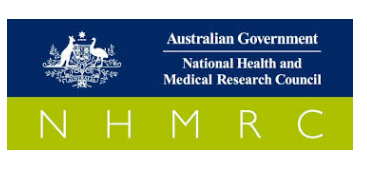 Australian Government
National Health and
Medical Research Council
N H M R C